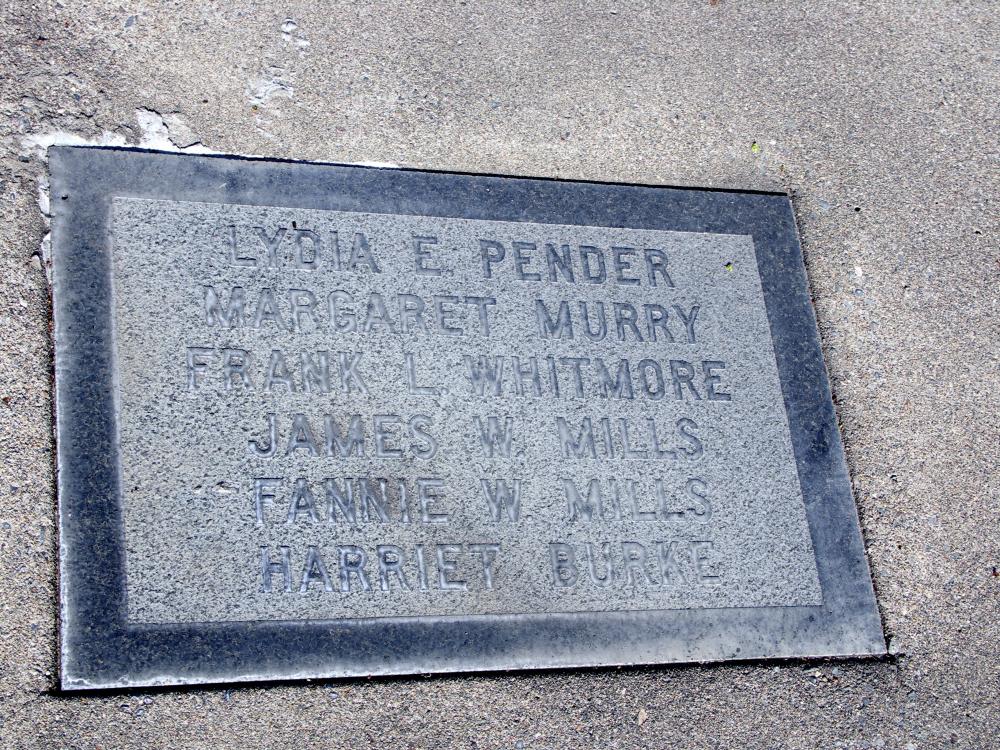 LYDIA E. PENDER
MARGARET MURRY
FRANK L. WHITMORE
JAMES W. MILLS
FANNIE W. MILLS
HARRIET BURKE